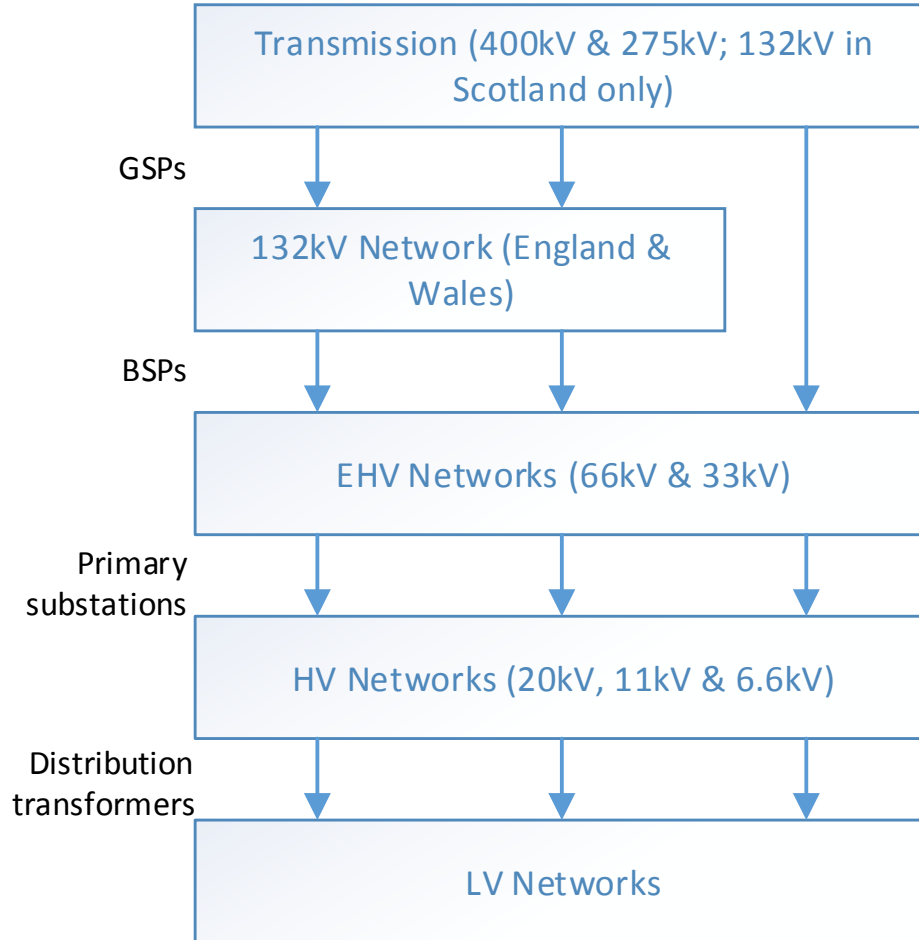 Transmission (400kV & 275kV; 132kV in
Scotland only)
GSPs
132kV Network (England &
Wales)
BSPs
EHV Networks (66kV & 33kV)
Primary
substations
HV Networks (20kV, 11kV & 6.6kV)
Distribution
transformers
LV Networks